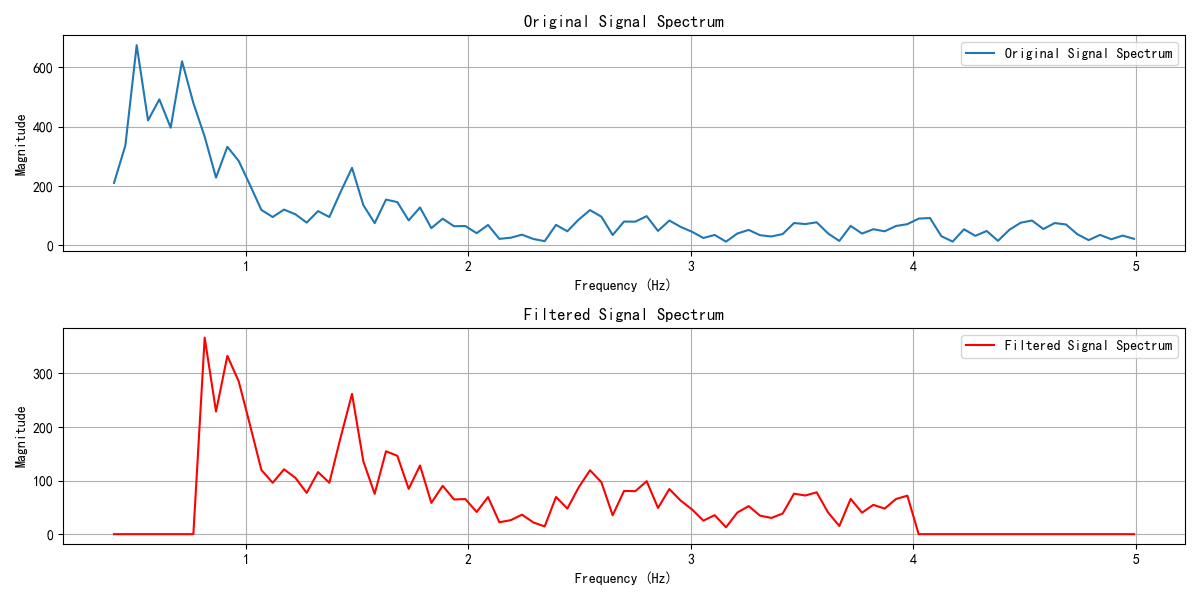 Original Signal Spectrum
Original Signal Spectrum
Magnitude
600
400
200
0
1 2 3 4 5
Frequency (Hz)
Filtered Signal Spectrum
Filtered Signal Spectrum
Magnitude
300
200
100
0
1 2 3 4 5
Frequency (Hz)